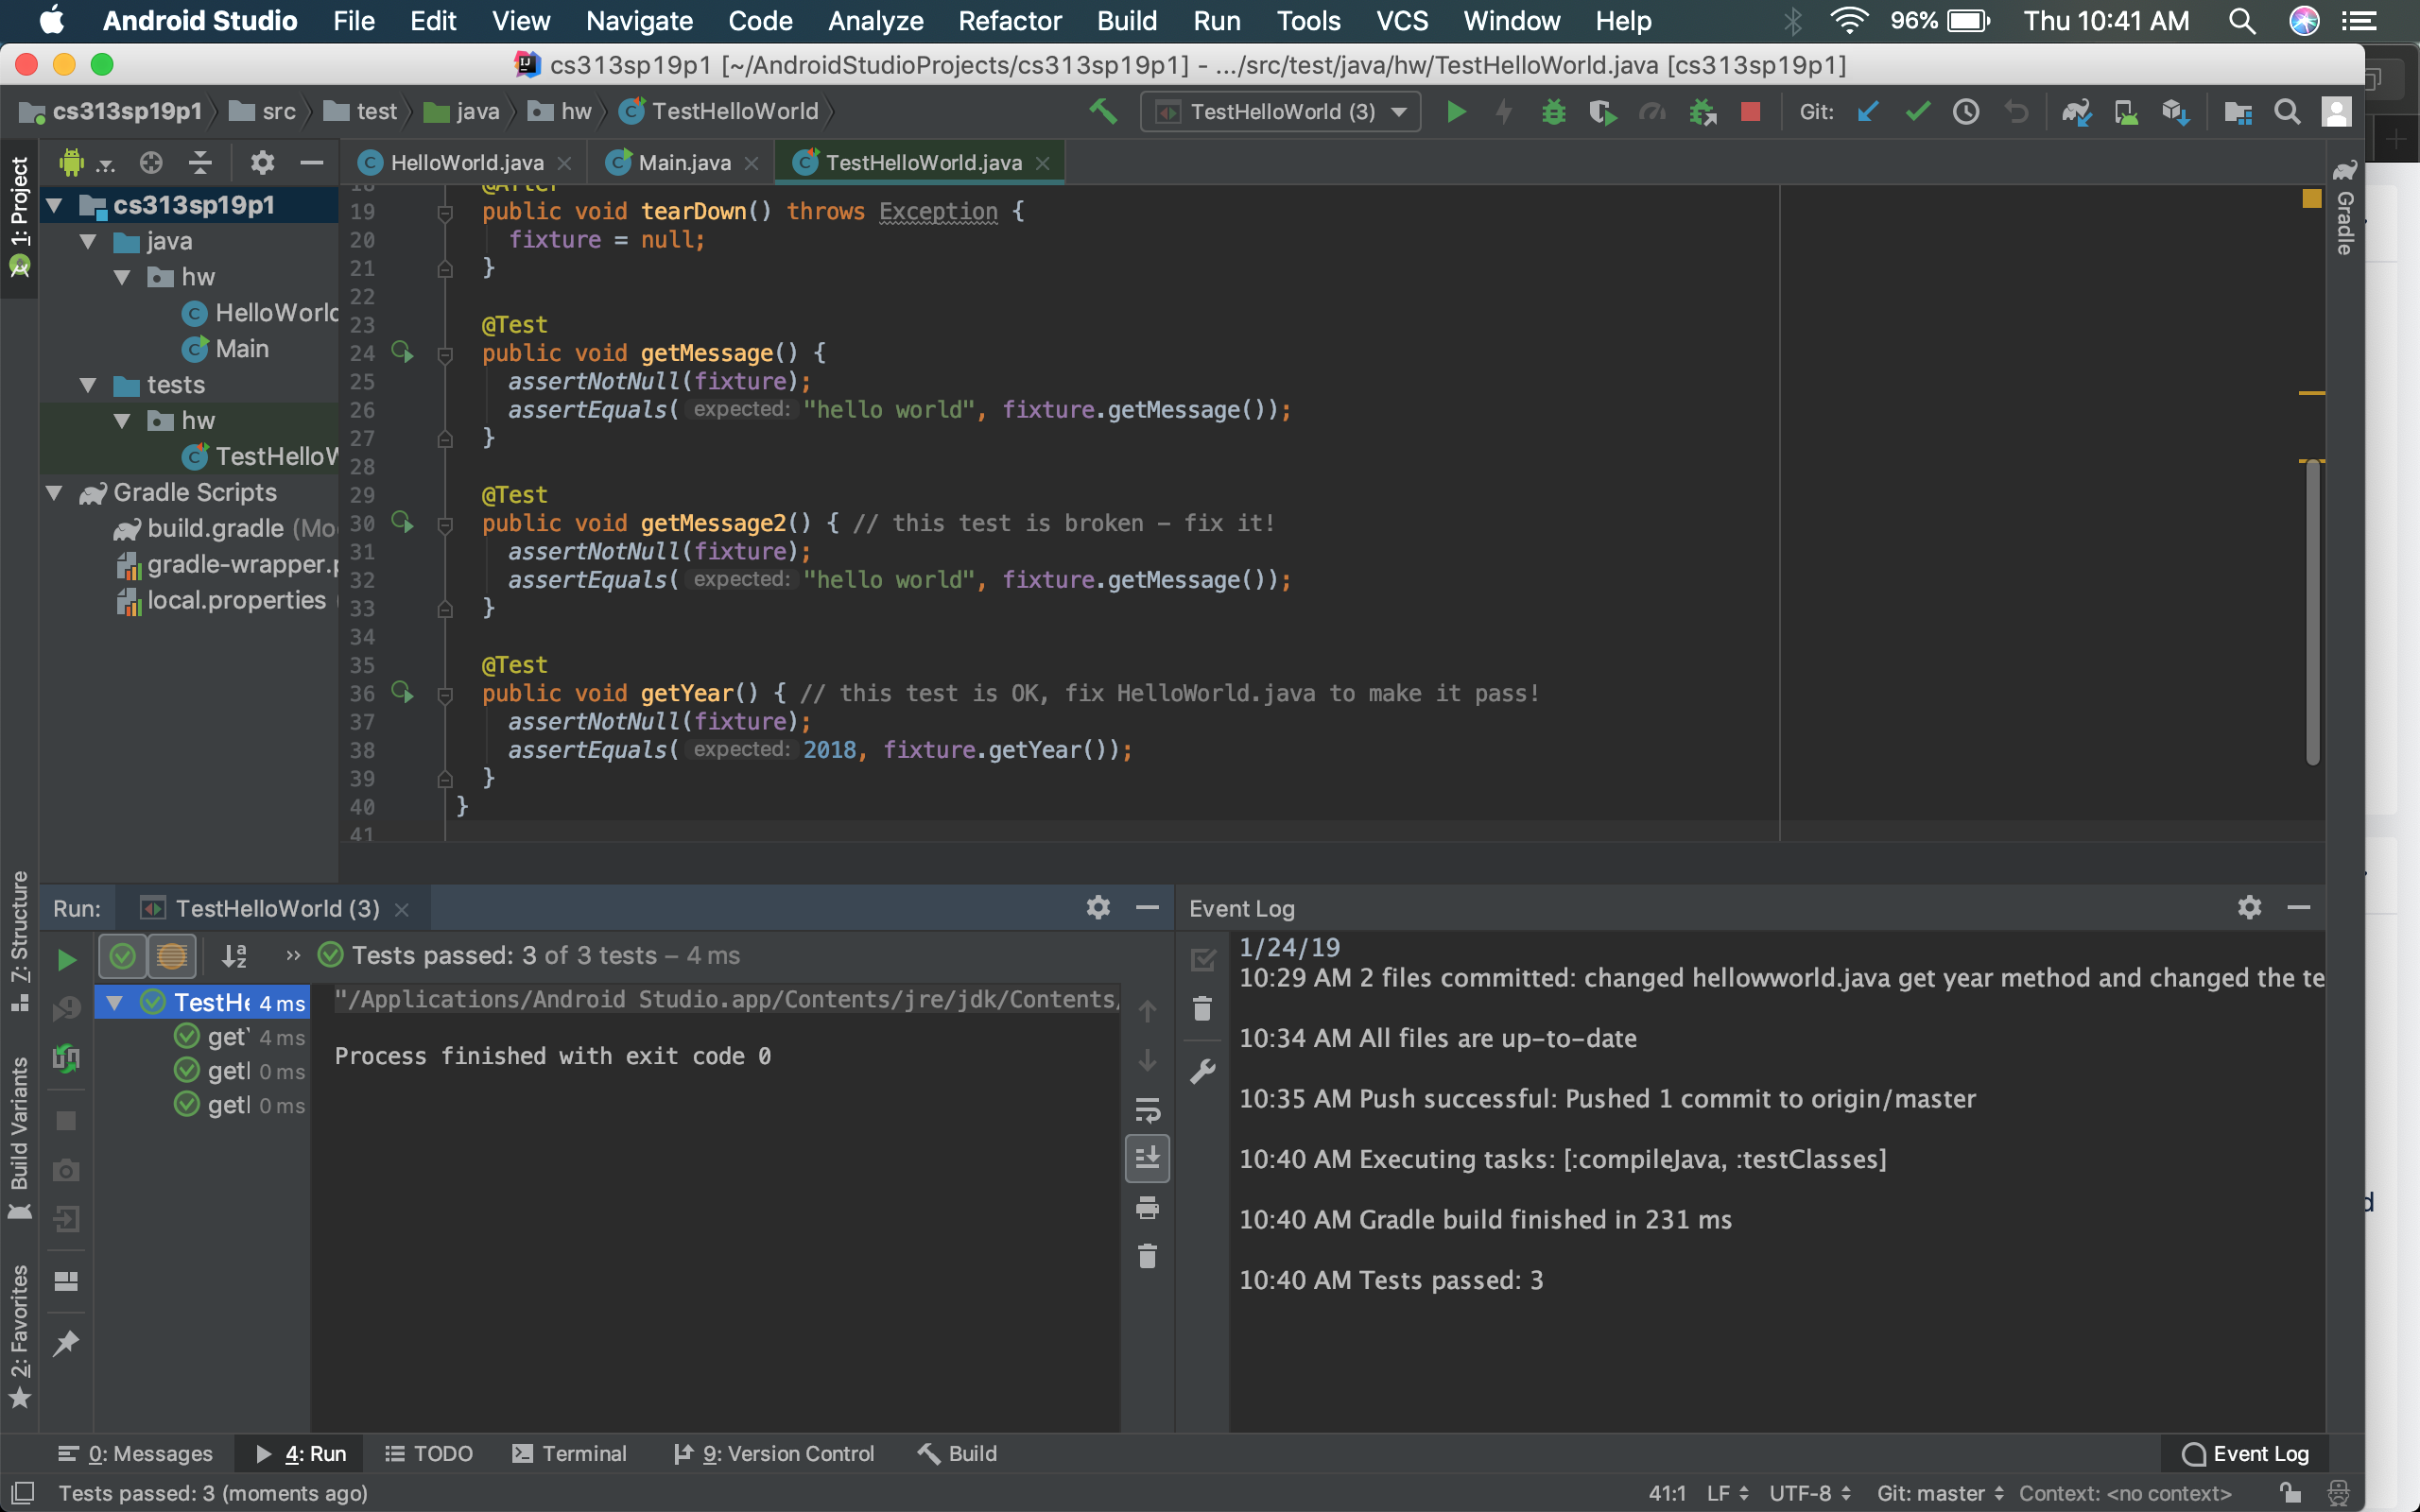 Android Studio File Edit View Navigate Code Analyze Refactor Build Run Tools VCS Window Help 96% Thu 10:41 AM
cs313sp19p1 [~/AndroidStudioProjects/cs313sp19p1] - .../src/test/java/hw/TestHelloWorld.java [cs313sp19p1]
cs313sp19p1 src test java hw TestHelloWorld TestHelloWorld (3) Git:
HelloWorld.java Main.java TestHelloWorld.java
1: Project
cs313sp19p1
java
hw
HelloWorld
Main
tests
hw
TestHelloW
Gradle Scripts
build.gradle (Mo
gradle-wrapper.p
local.properties
Gradle
18 @After
19 public void tearDown() throws Exception {
20 fixture = null;
21 }
22
23 @Test
24 public void getMessage() {
25 assertNotNull(fixture);
26 assertEquals( expected: "hello world", fixture.getMessage());
27 }
28
29 @Test
30 public void getMessage2() { // this test is broken – fix it!
31 assertNotNull(fixture);
32 assertEquals( expected: "hello world", fixture.getMessage());
33 }
34
35 @Test
36 public void getYear() { // this test is OK, fix HelloWorld.java to make it pass!
37 assertNotNull(fixture);
38 assertEquals( expected: 2018, fixture.getYear());
39 }
40 }
41
7: Structure
Build Variants
2: Favorites
Run: TestHelloWorld (3)
» Tests passed: 3 of 3 tests – 4 ms
TestHe 4 ms
getY 4 ms
getI 0 ms
getI 0 ms
"/Applications/Android Studio.app/Contents/jre/jdk/Contents/
Process finished with exit code 0
Event Log
1/24/19
10:29 AM 2 files committed: changed hellowworld.java get year method and changed the te
10:34 AM All files are up-to-date
10:35 AM Push successful: Pushed 1 commit to origin/master
10:40 AM Executing tasks: [:compileJava, :testClasses]
10:40 AM Gradle build finished in 231 ms
10:40 AM Tests passed: 3
0: Messages 4: Run TODO Terminal 9: Version Control Build Event Log
Tests passed: 3 (moments ago) 41:1 LF UTF-8 Git: master Context: <no context>